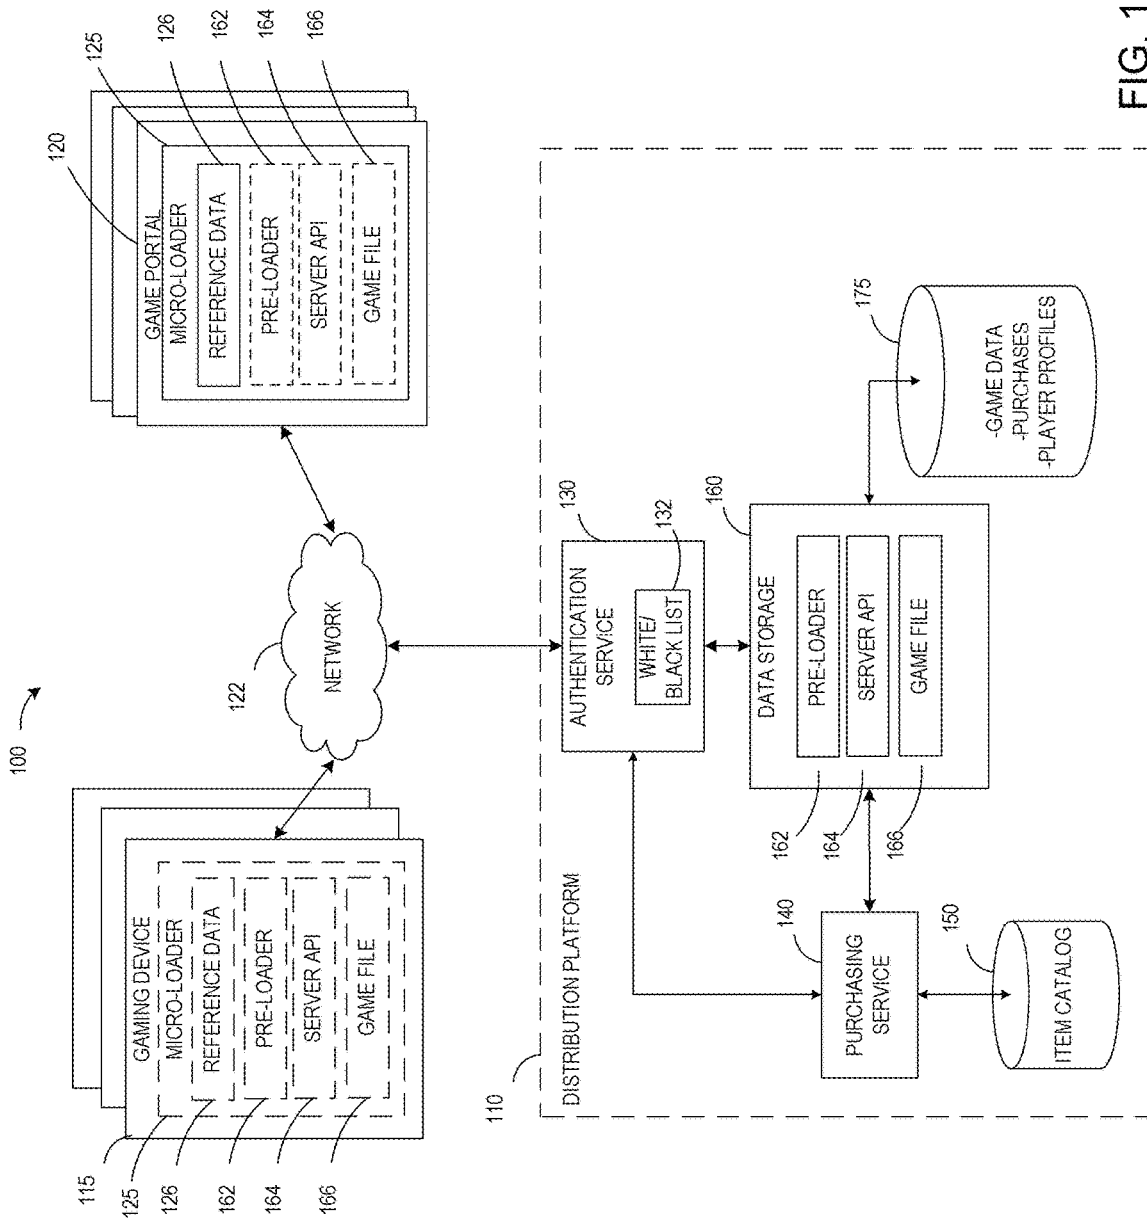 100
115
125
126
162
164
166
GAMING DEVICE
MICRO-LOADER
REFERENCE DATA
PRE-LOADER
SERVER API
GAME FILE
122
NETWORK
120
125
126
162
164
166
GAME PORTAL
MICRO-LOADER
REFERENCE DATA
PRE-LOADER
SERVER API
GAME FILE
110
DISTRIBUTION PLATFORM
130
AUTHENTICATION
SERVICE
132
WHITE/
BLACK LIST
140
PURCHASING
SERVICE
150
ITEM CATALOG
160
DATA STORAGE
162
PRE-LOADER
164
SERVER API
166
GAME FILE
175
-GAME DATA
-PURCHASES
-PLAYER PROFILES
FIG. 1